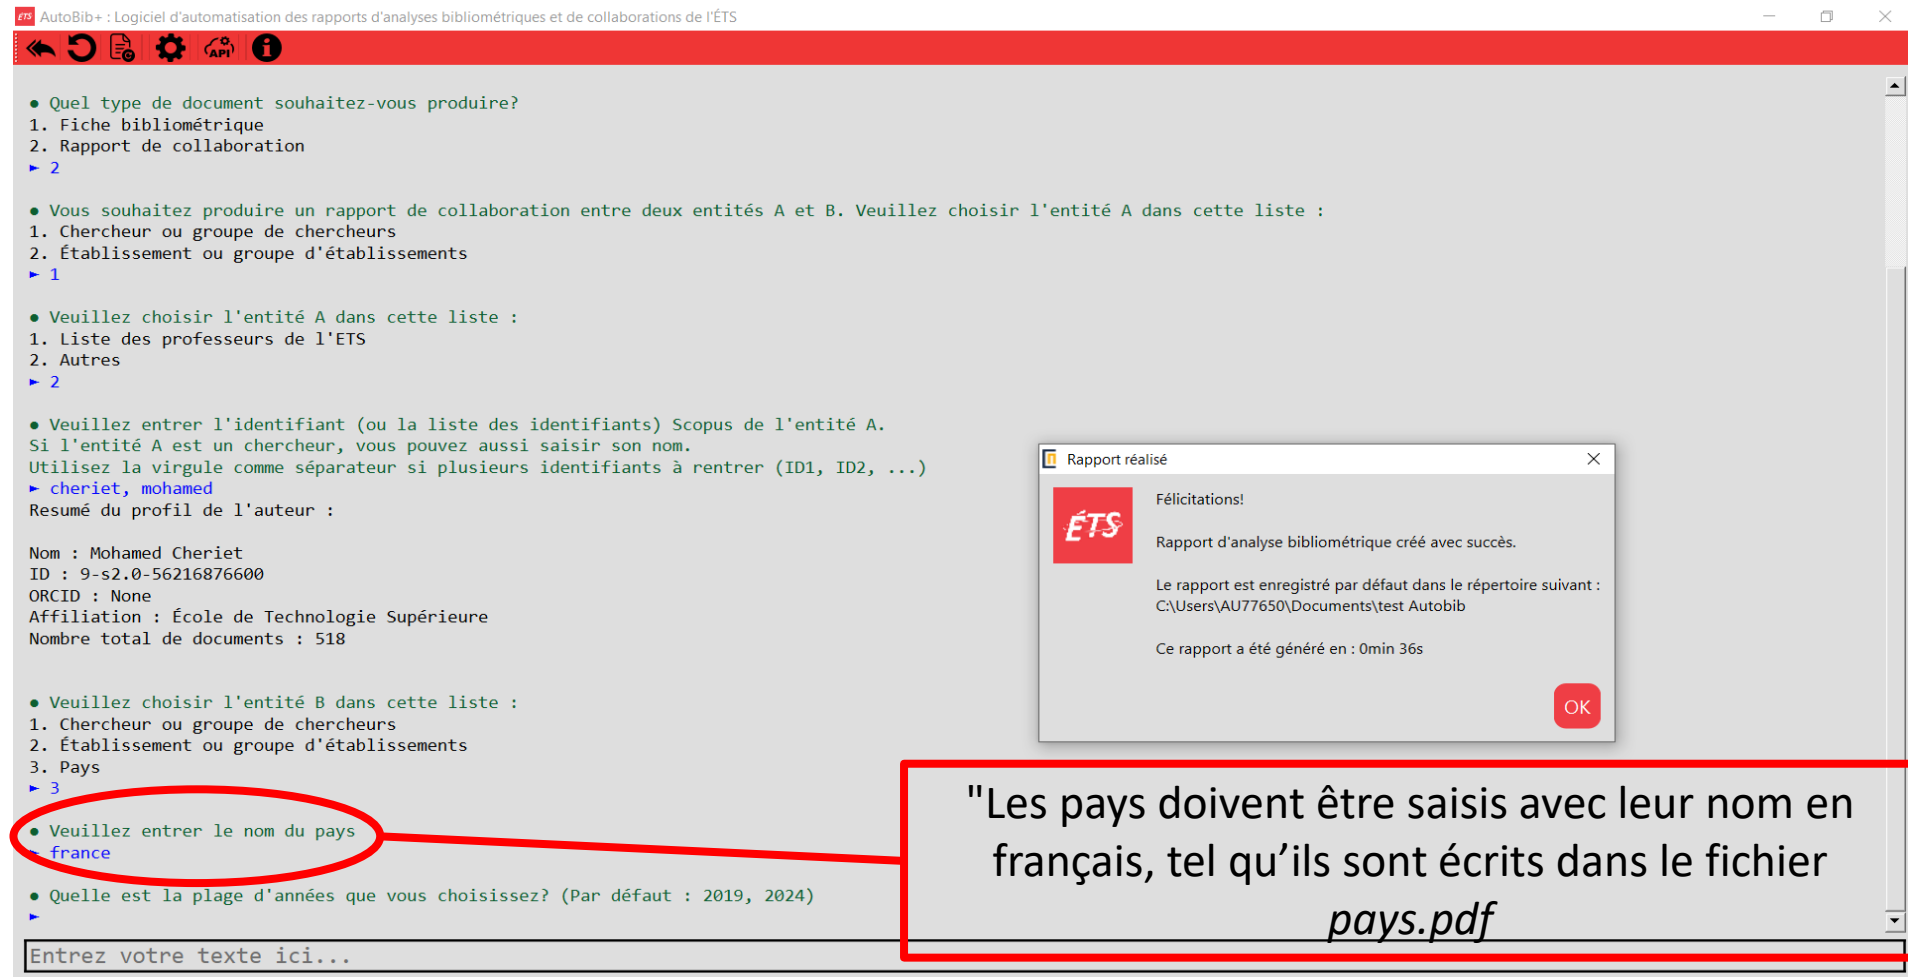 ÉTS AutoBib+ : Logiciel d'automatisation des rapports d'analyses bibliométriques et de collaborations de l'ÉTS
API
• Quel type de document souhaitez-vous produire?
1. Fiche bibliométrique
2. Rapport de collaboration
► 2
• Vous souhaitez produire un rapport de collaboration entre deux entités A et B. Veuillez choisir l'entité A dans cette liste :
1. Chercheur ou groupe de chercheurs
2. Établissement ou groupe d'établissements
► 1
• Veuillez choisir l'entité A dans cette liste :
1. Liste des professeurs de l'ETS
2. Autres
► 2
• Veuillez entrer l'identifiant (ou la liste des identifiants) Scopus de l'entité A.
Si l'entité A est un chercheur, vous pouvez aussi saisir son nom.
Utilisez la virgule comme séparateur si plusieurs identifiants à rentrer (ID1, ID2, ...)
► cheriet, mohamed
Resumé du profil de l'auteur :
Nom : Mohamed Cheriet
ID : 9-s2.0-56216876600
ORCID : None
Affiliation : École de Technologie Supérieure
Nombre total de documents : 518
• Veuillez choisir l'entité B dans cette liste :
1. Chercheur ou groupe de chercheurs
2. Établissement ou groupe d'établissements
3. Pays
► 3
• Veuillez entrer le nom du pays
► france
• Quelle est la plage d'années que vous choisissez? (Par défaut : 2019, 2024)
►
Entrez votre texte ici...
Rapport réalisé
ÉTS
Félicitations!
Rapport d'analyse bibliométrique créé avec succès.
Le rapport est enregistré par défaut dans le répertoire suivant :
C:\Users\AU77650\Documents\test Autobib
Ce rapport a été généré en : 0min 36s
OK
"Les pays doivent être saisis avec leur nom en
français, tel qu’ils sont écrits dans le fichier
pays.pdf